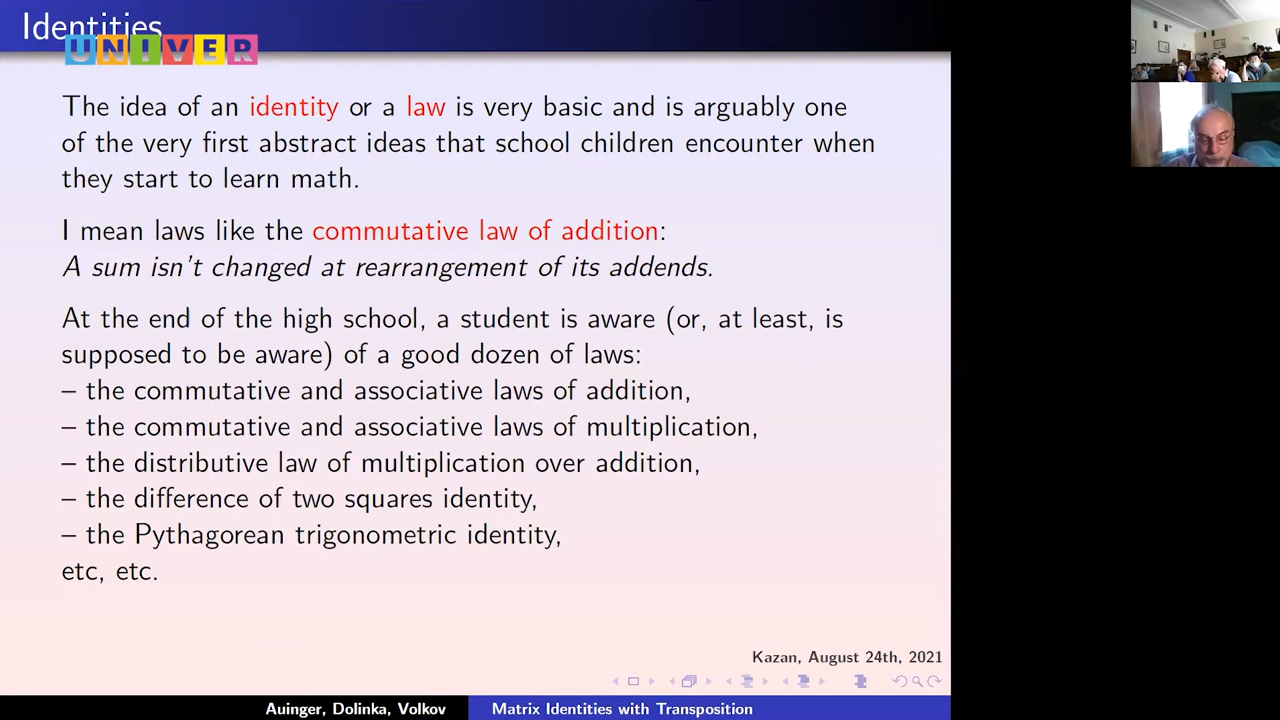 Identities
UNIVER
The idea of an identity or a law is very basic and is arguably one
of the very first abstract ideas that school children encounter when
they start to learn math.
I mean laws like the commutative law of addition:
A sum isn't changed at rearrangement of its addends.
At the end of the high school, a student is aware (or, at least, is
supposed to be aware) of a good dozen of laws:
– the commutative and associative laws of addition,
– the commutative and associative laws of multiplication,
– the distributive law of multiplication over addition,
– the difference of two squares identity,
– the Pythagorean trigonometric identity,
etc, etc.
Kazan, August 24th, 2021
Auinger, Dolinka, Volkov Matrix Identities with Transposition